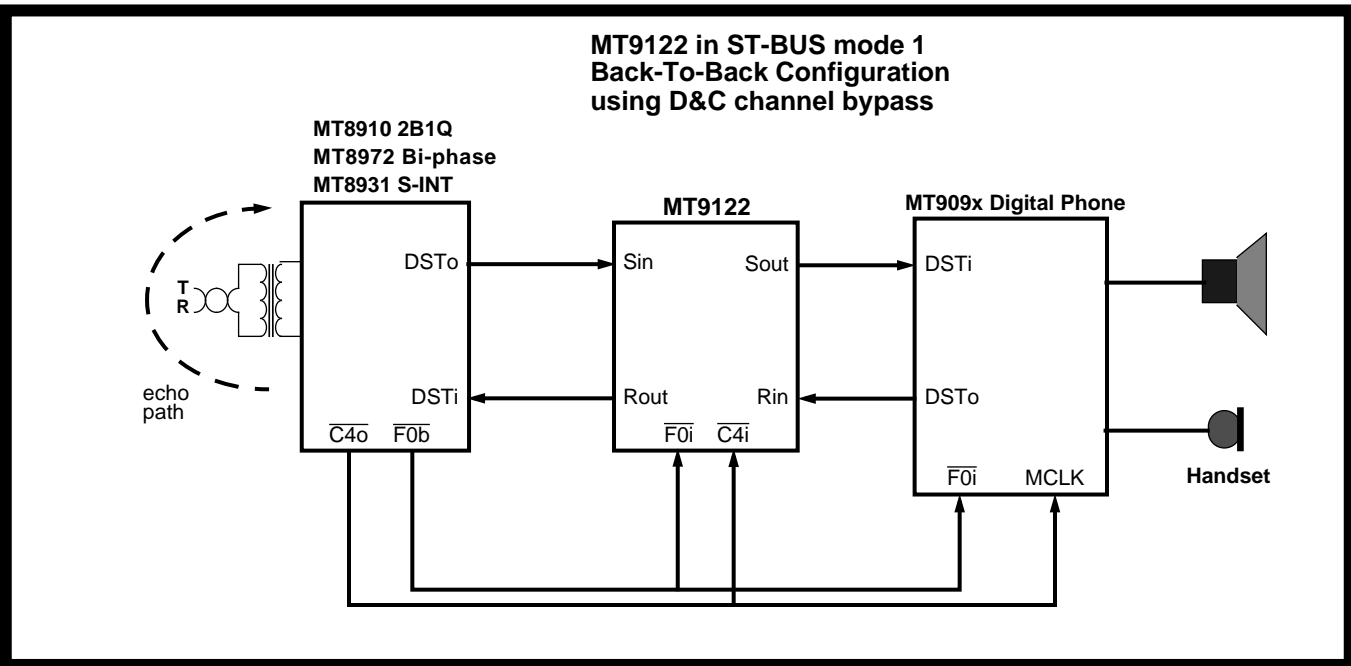 MT9122 in ST-BUS mode 1
Back-To-Back Configuration
using D&C channel bypass
MT8910 2B1Q
MT8972 Bi-phase
MT8931 S-INT
MT9122
MT909x Digital Phone
DSTo
Sin
Sout
DSTi
T
R
echo
path
DSTi
Rout
Rin
DSTo
C4o
F0b
F0i
C4i
F0i
MCLK
Handset